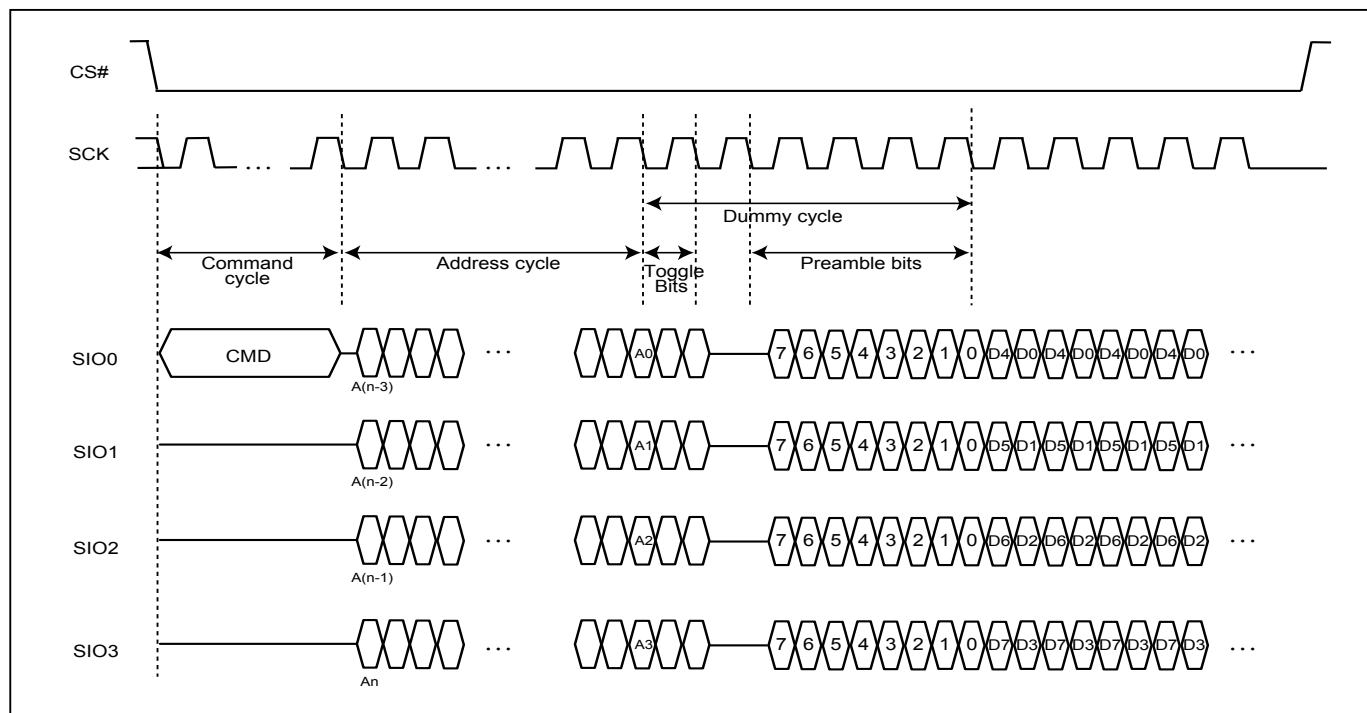 CS#
SCK
...
...
Dummy cycle
Command
cycle
Address cycle
Toggle
Bits
Preamble bits
SIO0
CMD
...
A0
7 6 5 4 3 2 1 0 D4 D0 D4 D0 D4 D0 D4 D0
...
A(n-3)
SIO1
...
A1
7 6 5 4 3 2 1 0 D5 D1 D5 D1 D5 D1 D5 D1
...
A(n-2)
SIO2
...
A2
7 6 5 4 3 2 1 0 D6 D2 D6 D2 D6 D2 D6 D2
...
A(n-1)
SIO3
...
A3
7 6 5 4 3 2 1 0 D7 D3 D7 D3 D7 D3 D7 D3
...
An